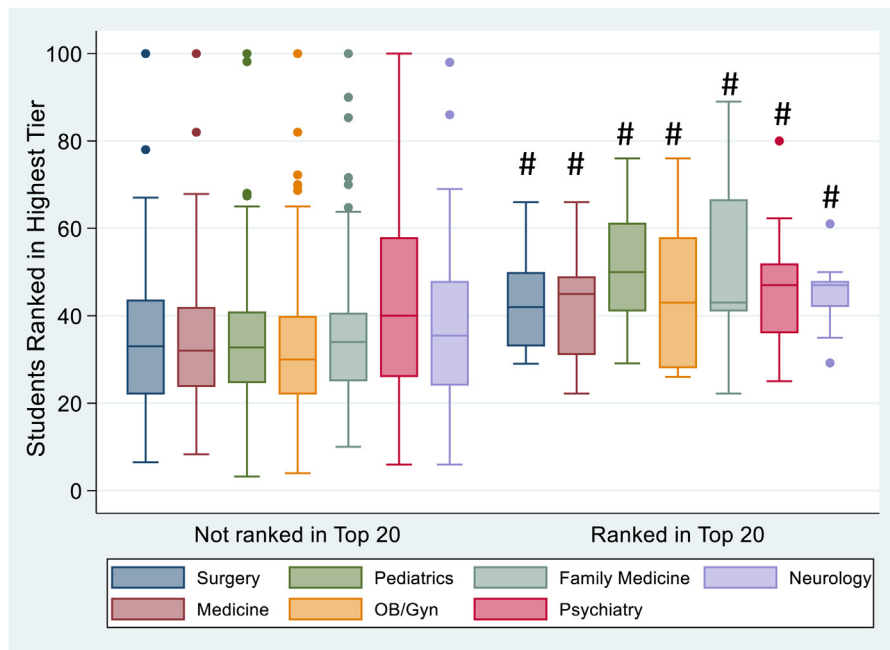 Students Ranked in Highest Tier
100
80
60
40
20
0
# # # # # # #
Not ranked in Top 20 Ranked in Top 20
Surgery Pediatrics Family Medicine Neurology
Medicine OB/Gyn Psychiatry